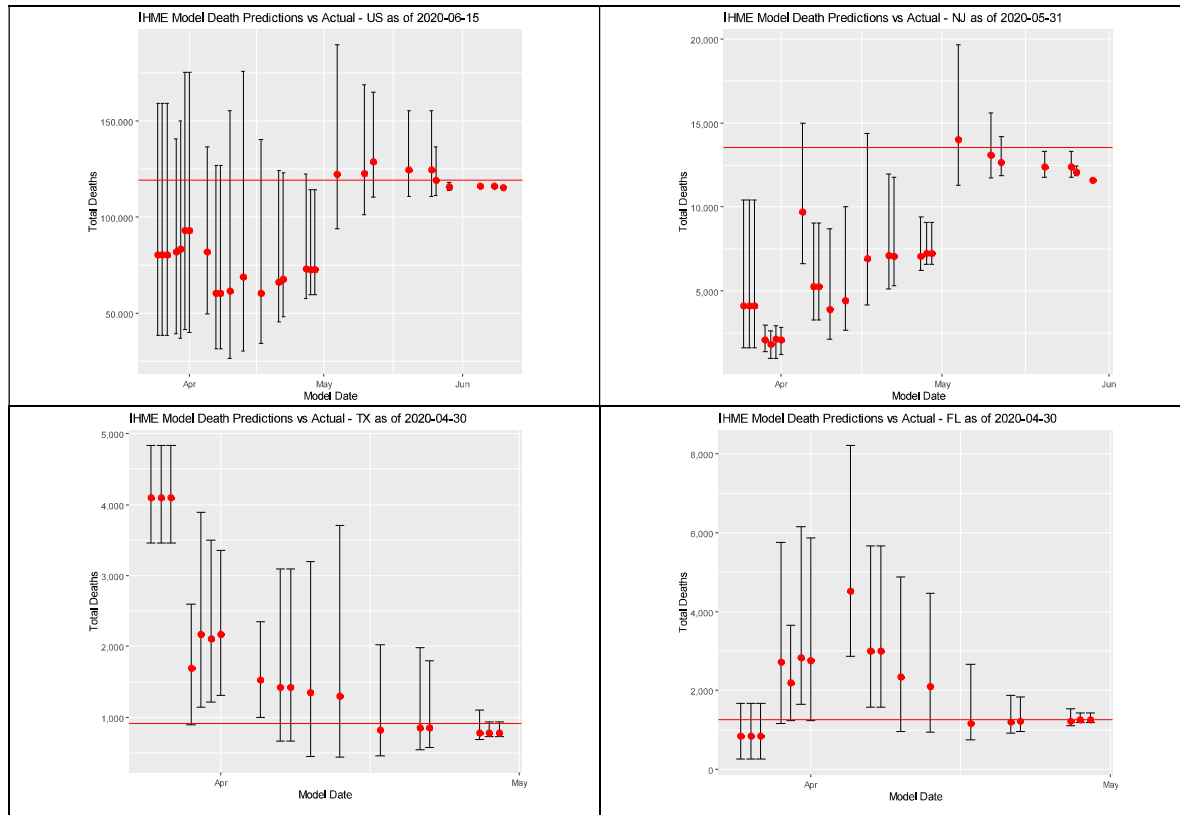 IHME Model Death Predictions vs Actual - US as of 2020-06-15
Total Deaths
150,000
100,000
50,000
Apr
May
Jun
Model Date
IHME Model Death Predictions vs Actual - NJ as of 2020-05-31
Total Deaths
20,000
15,000
10,000
5,000
Apr
May
Jun
Model Date
IHME Model Death Predictions vs Actual - TX as of 2020-04-30
Total Deaths
5,000
4,000
3,000
2,000
1,000
Apr
May
Model Date
IHME Model Death Predictions vs Actual - FL as of 2020-04-30
Total Deaths
8,000
6,000
4,000
2,000
0
Apr
May
Model Date